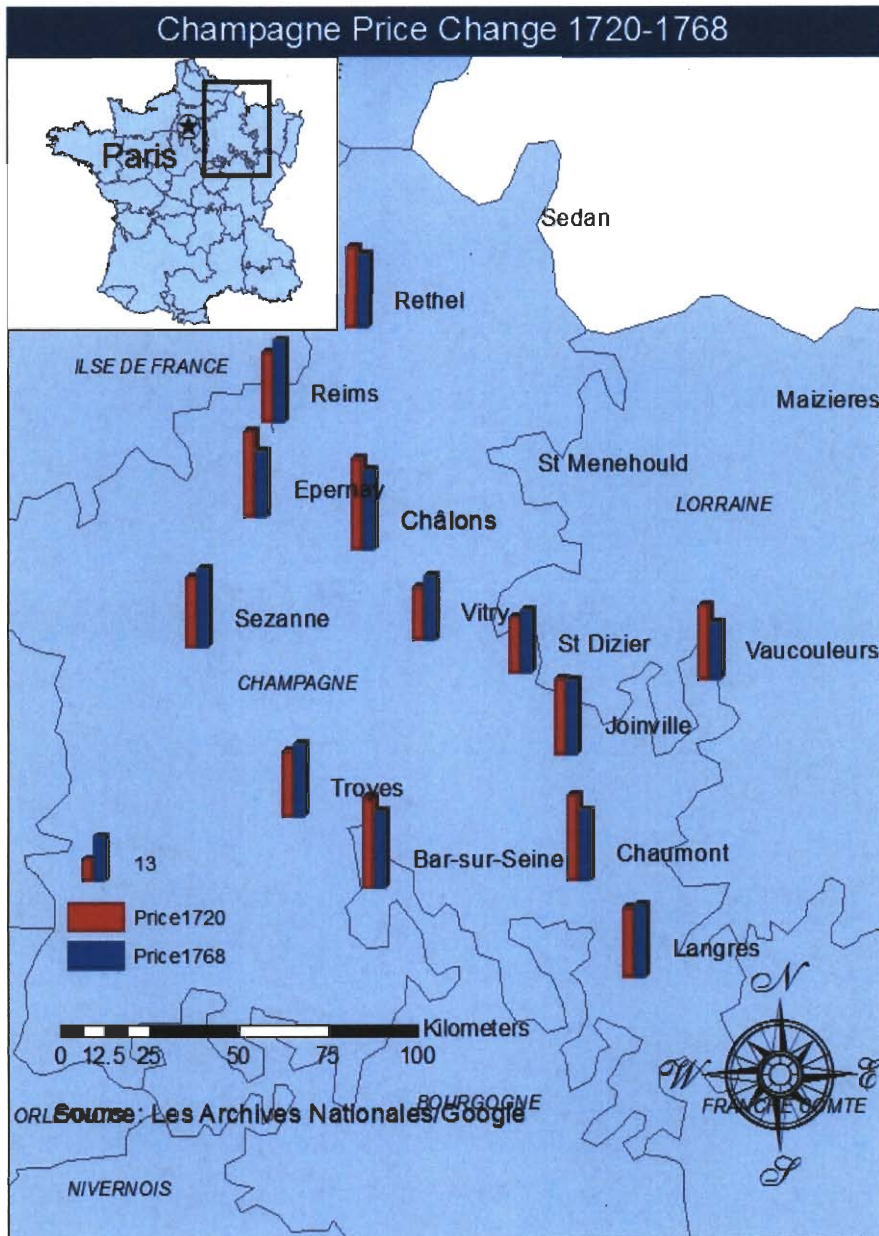 Champagne Price Change 1720-1768
Paris
Sedan
Rethel
ILSE DE FRANCE
Reims
Maizieres
St Menehould
Epernay
LORRAINE
Châlons
Sezanne
Vitry
St Dizier
Vaucouleurs
CHAMPAGNE
Joinville
Troyes
Bar-sur-Seine
Chaumont
13
Price1720
Price1768
Langres
N
Kilometers
0 12.5 25 50 75 100
W
E
BOURGOGNE
FRANCHE COMTE
Source: Les Archives Nationales/Google
S
NIVERNOIS